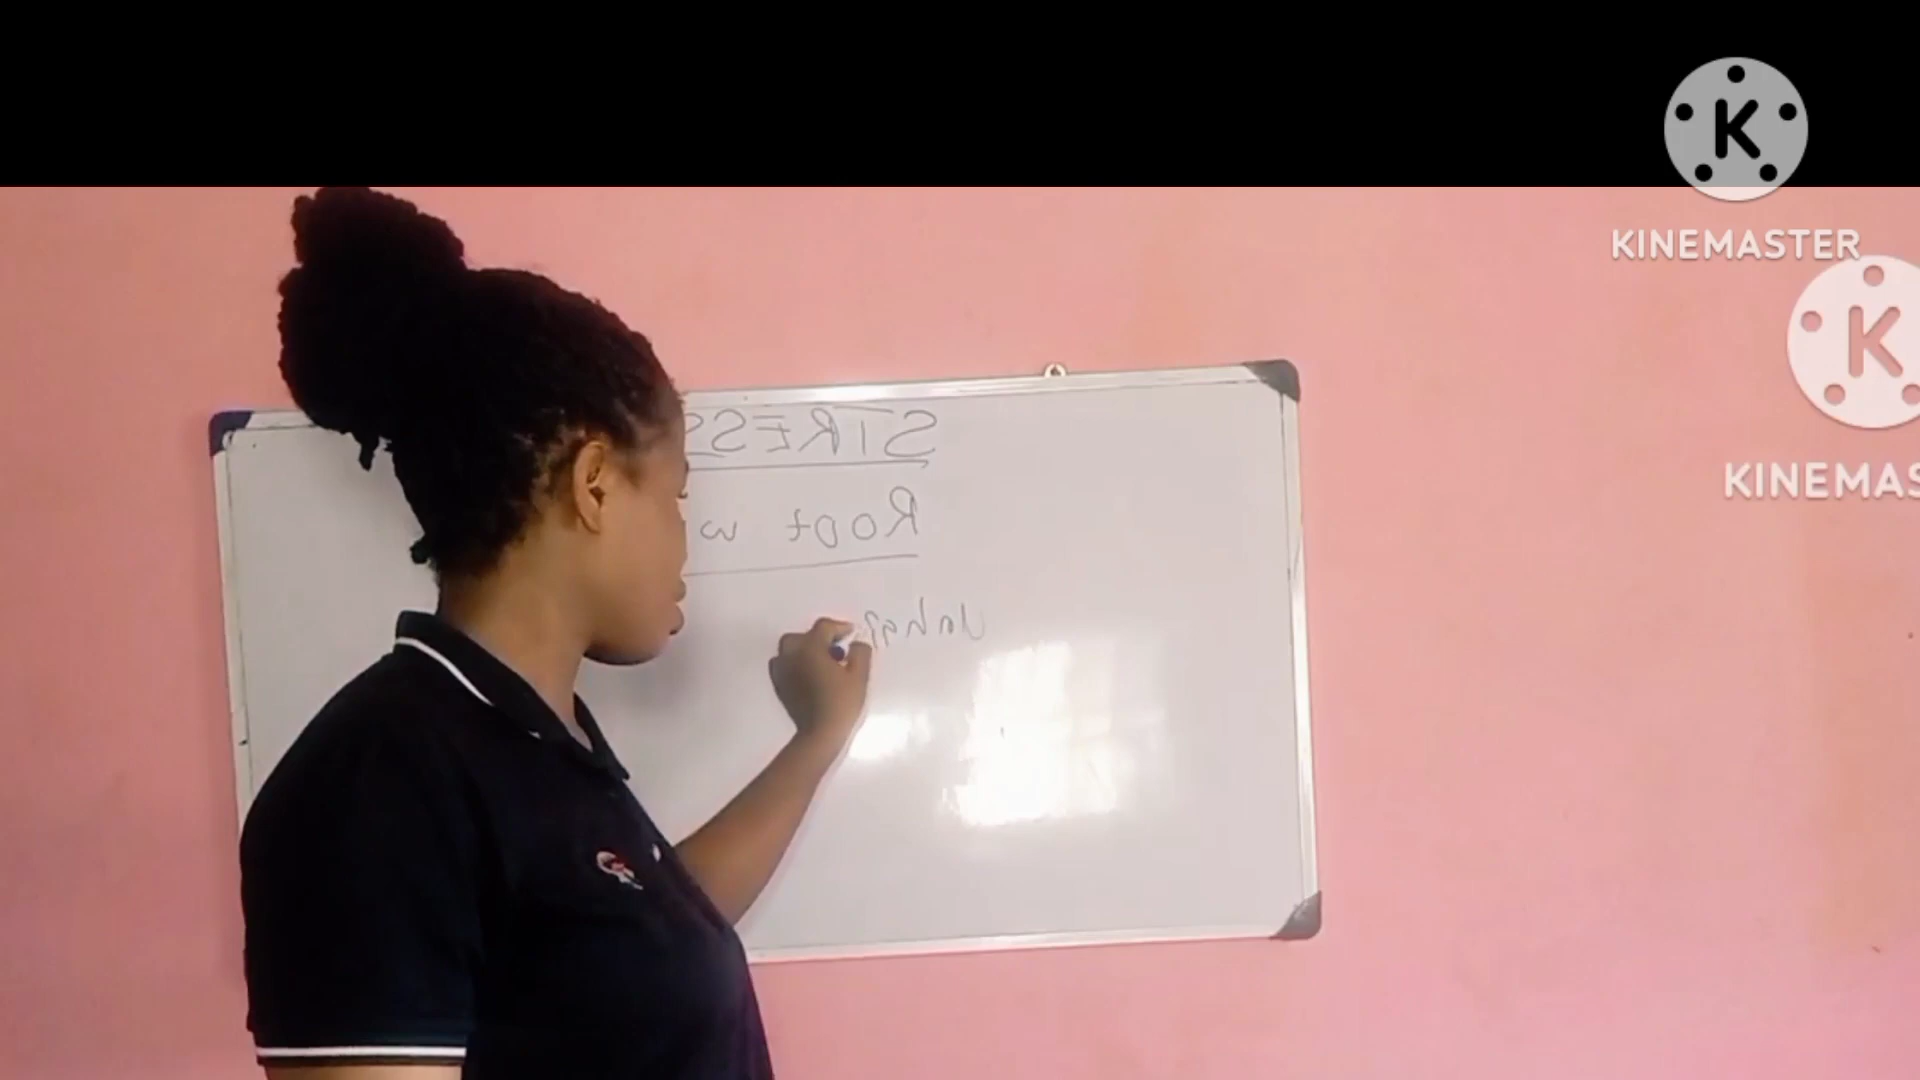 K
KINEMASTER
K
KINEMAS
STRESS
Root w
Unhap